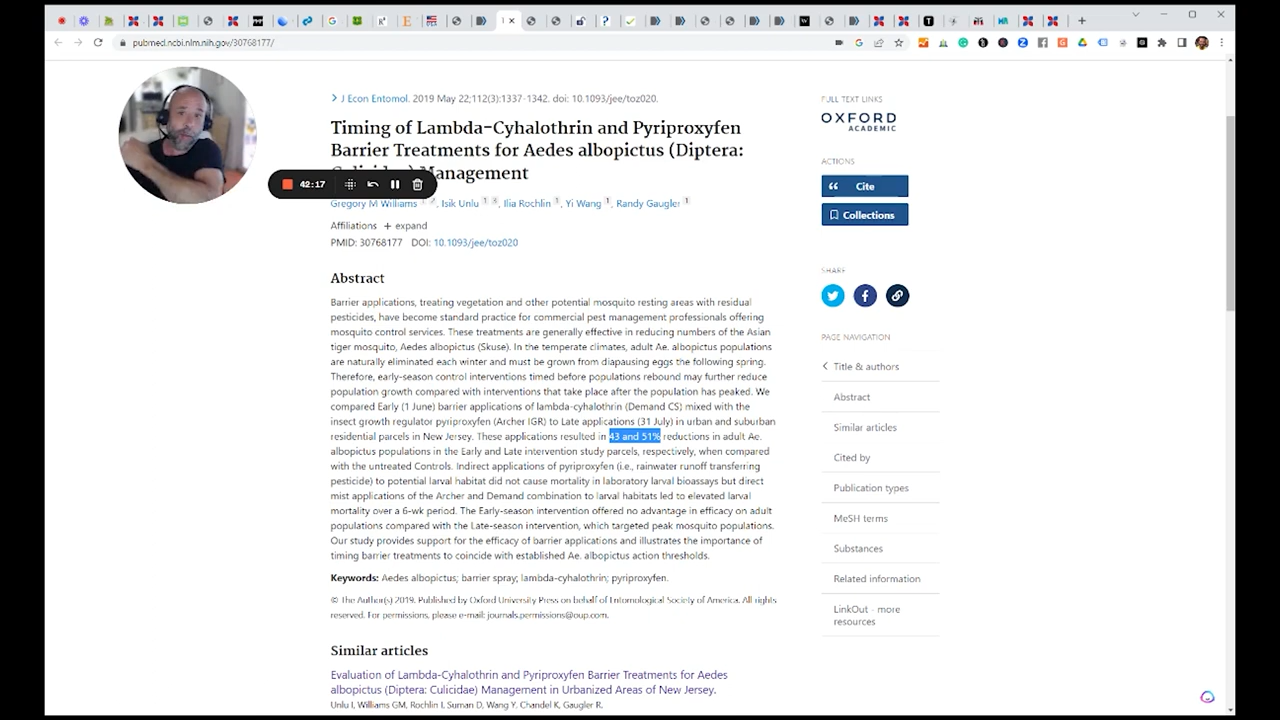 pubmed.ncbi.nlm.nih.gov/30768177/
J Econ Entomol. 2019 May 22;112(3):1337-1342. doi: 10.1093/jee/toz020.
Timing of Lambda-Cyhalothrin and Pyriproxyfen
Barrier Treatments for Aedes albopictus (Diptera:
Management
42:17
Gregory M Williams 1, Isik Unlu 1, Ilia Rochlin 1, Yi Wang 1, Randy Gaugler 1
Affiliations + expand
PMID: 30768177 DOI: 10.1093/jee/toz020
Abstract
Barrier applications, treating vegetation and other potential mosquito resting areas with residual
pesticides, have become standard practice for commercial pest management professionals offering
mosquito control services. These treatments are generally effective in reducing numbers of the Asian
tiger mosquito, Aedes albopictus (Skuse). In the temperate climates, adult Ae. albopictus populations
are naturally eliminated each winter and must be grown from diapausing eggs the following spring.
Therefore, early-season control interventions timed before populations rebound may further reduce
population growth compared with interventions that take place after the population has peaked. We
compared Early (1 June) barrier applications of lambda-cyhalothrin (Demand CS) mixed with the
insect growth regulator pyriproxyfen (Archer IGR) to Late applications (31 July) in urban and suburban
residential parcels in New Jersey. These applications resulted in 43 and 51% reductions in adult Ae.
albopictus populations in the Early and Late intervention study parcels, respectively, when compared
with the untreated Controls. Indirect applications of pyriproxyfen (i.e., rainwater runoff transferring
pesticide) to potential larval habitat did not cause mortality in laboratory larval bioassays but direct
mist applications of the Archer and Demand combination to larval habitats led to elevated larval
mortality over a 6-wk period. The Early-season intervention offered no advantage in efficacy on adult
populations compared with the Late-season intervention, which targeted peak mosquito populations.
Our study provides support for the efficacy of barrier applications and illustrates the importance of
timing barrier treatments to coincide with established Ae. albopictus action thresholds.
Keywords: Aedes albopictus; barrier spray; lambda-cyhalothrin; pyriproxyfen.
© The Author(s) 2019. Published by Oxford University Press on behalf of Entomological Society of America. All rights
reserved. For permissions, please e-mail: journals.permissions@oup.com.
Similar articles
Evaluation of Lambda-Cyhalothrin and Pyriproxyfen Barrier Treatments for Aedes
albopictus (Diptera: Culicidae) Management in Urbanized Areas of New Jersey.
Unlu I, Williams GM, Rochlin I, Suman D, Wang Y, Chandel K, Gaugler R.
FULL TEXT LINKS
OXFORD
ACADEMIC
ACTIONS
Cite
Collections
SHARE
PAGE NAVIGATION
Title & authors
Abstract
Similar articles
Cited by
Publication types
MeSH terms
Substances
Related information
LinkOut - more
resources